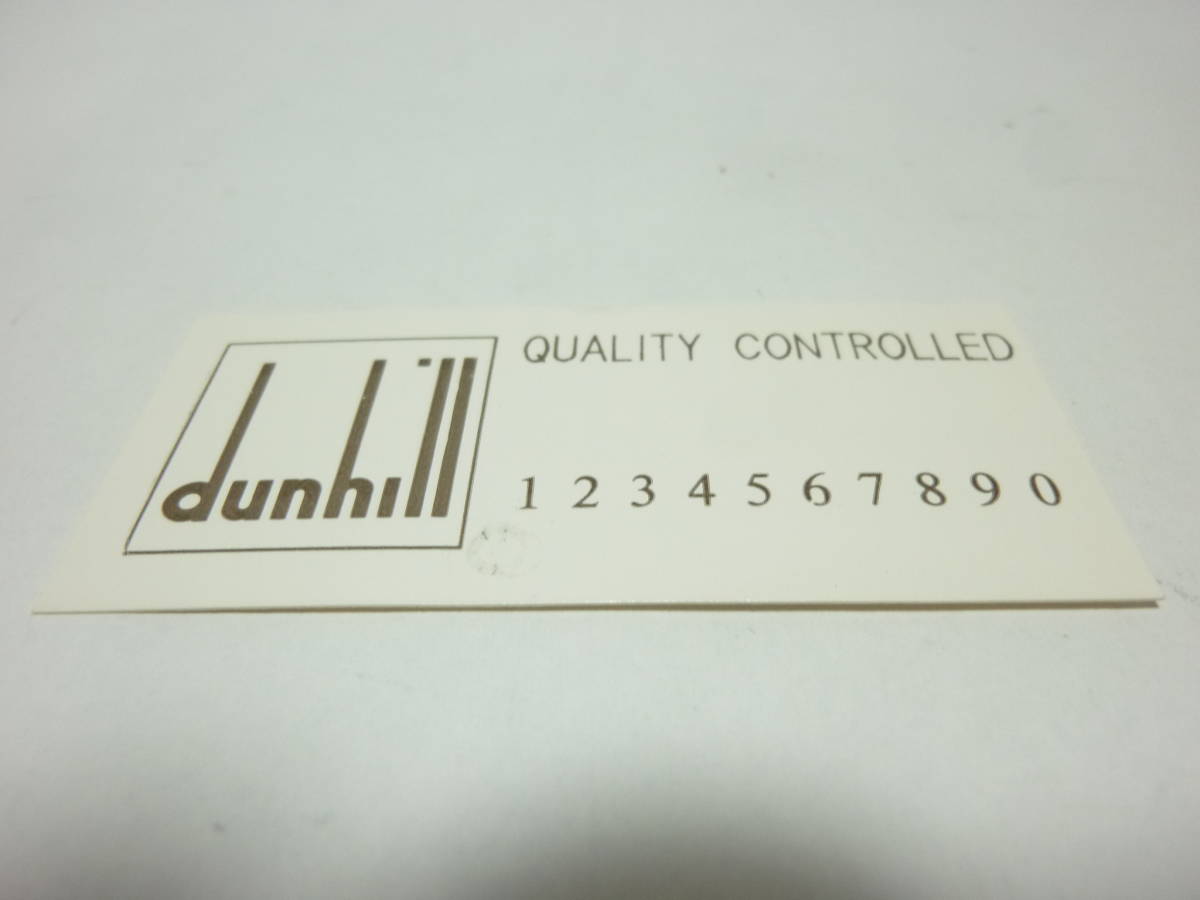 dunhill
QUALITY CONTROLLED
1 2 3 4 5 6 7 8 9 0